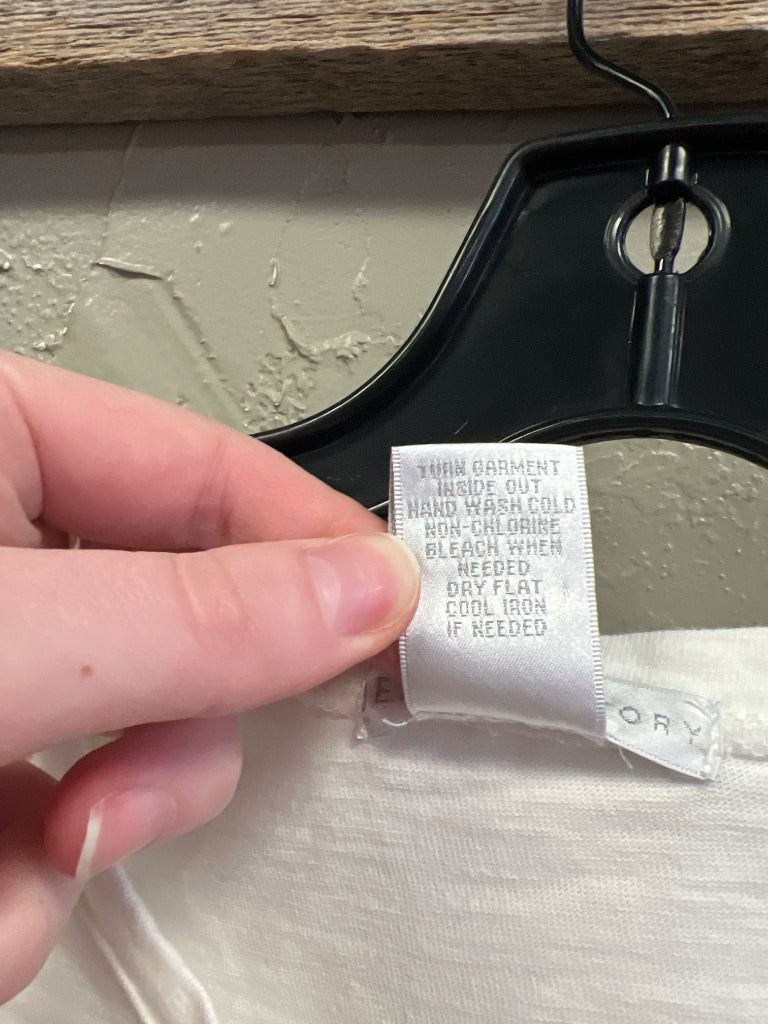 TURN GARMENT
INSIDE OUT
HAND WASH COLD
NON-CHLORINE
BLEACH WHEN
NEEDED
DRY FLAT
COOL IRON
IF NEEDED